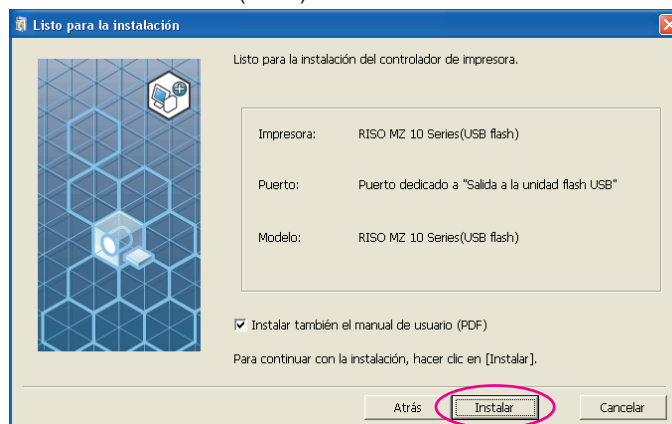 Listo para la instalación
Listo para la instalación del controlador de impresora.
Impresora: RISO MZ 10 Series(USB flash)
Puerto: Puerto dedicado a "Salida a la unidad flash USB"
Modelo: RISO MZ 10 Series(USB flash)
Instalar también el manual de usuario (PDF)
Para continuar con la instalación, hacer clic en [Instalar].
Atrás Instalar Cancelar